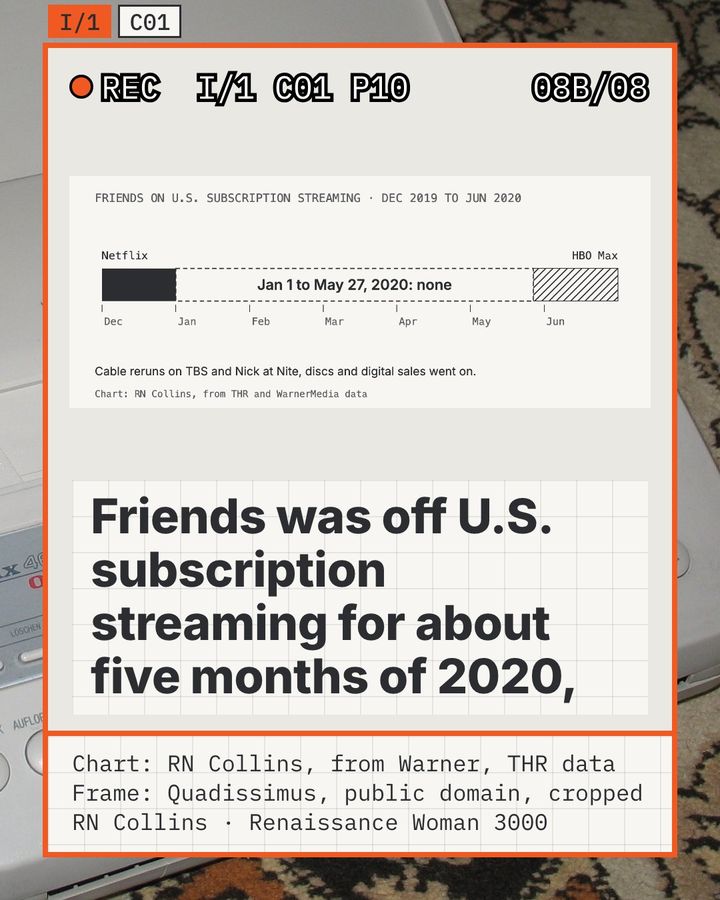 I/1 C01
REC I/1 C01 P10 08B/08
FRIENDS ON U.S. SUBSCRIPTION STREAMING · DEC 2019 TO JUN 2020
Netflix HBO Max
Jan 1 to May 27, 2020: none
Dec Jan Feb Mar Apr May Jun
Cable reruns on TBS and Nick at Nite, discs and digital sales went on.
Chart: RN Collins, from THR and WarnerMedia data
Friends was off U.S.
subscription
streaming for about
five months of 2020,
LÖSCHEN
Chart: RN Collins, from Warner, THR data
Frame: Quadissimus, public domain, cropped
RN Collins · Renaissance Woman 3000